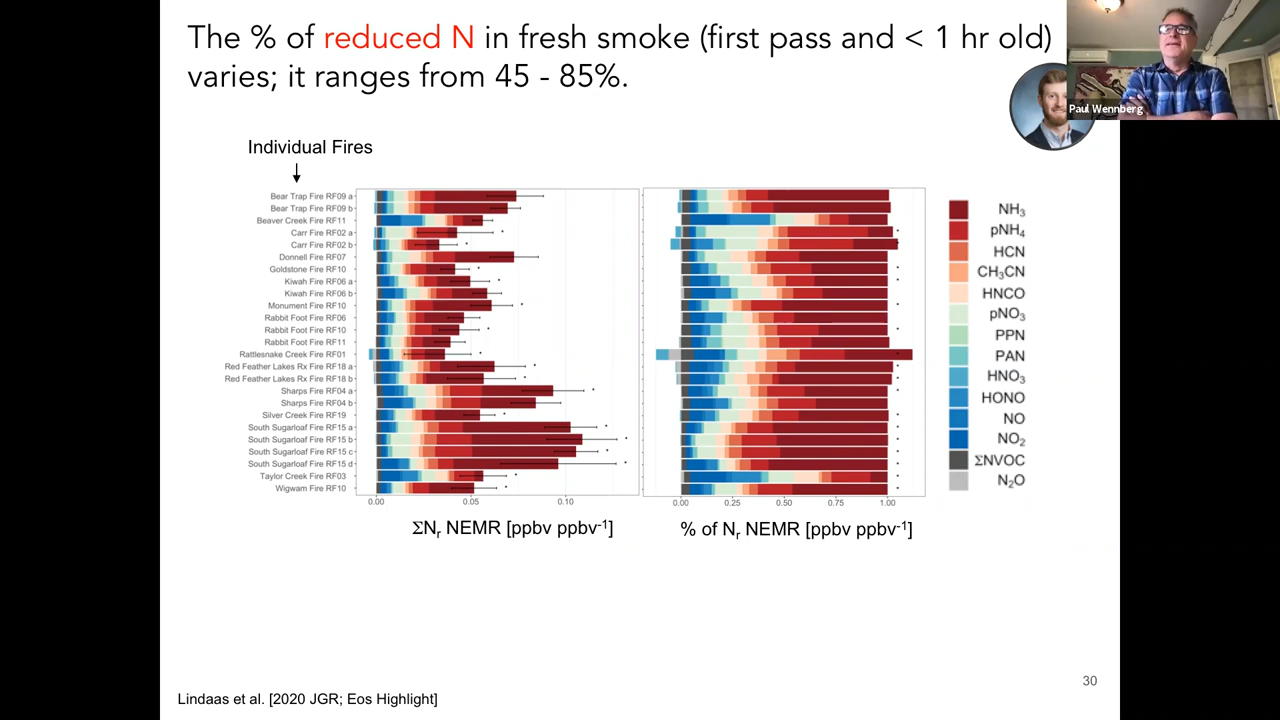 The % of reduced N in fresh smoke (first pass and < 1 hr old)
varies; it ranges from 45 - 85%.
Paul Wennberg
Individual Fires
Bear Trap Fire RF09 a
Bear Trap Fire RF09 b
Beaver Creek Fire RF11
Carr Fire RF02 a
Carr Fire RF02 b
Donnell Fire RF07
Goldstone Fire RF10
Kiwah Fire RF06 a
Kiwah Fire RF06 b
Monument Fire RF10
Rabbit Foot Fire RF06
Rabbit Foot Fire RF10
Rabbit Foot Fire RF11
Rattlesnake Creek Fire RF01
Red Feather Lakes Rx Fire RF18 a
Red Feather Lakes Rx Fire RF18 b
Sharps Fire RF04 a
Sharps Fire RF04 b
Silver Creek Fire RF19
South Sugarloaf Fire RF15 a
South Sugarloaf Fire RF15 b
South Sugarloaf Fire RF15 c
South Sugarloaf Fire RF15 d
Taylor Creek Fire RF03
Wigwam Fire RF10
0.00 0.05 0.10
0.00 0.25 0.50 0.75 1.00
ΣNr NEMR [ppbv ppbv-1]
% of Nr NEMR [ppbv ppbv-1]
NH3
pNH4
HCN
CH3CN
HNCO
pNO3
PPN
PAN
HNO3
HONO
NO
NO2
ΣNVOC
N2O
30
Lindaas et al. [2020 JGR; Eos Highlight]